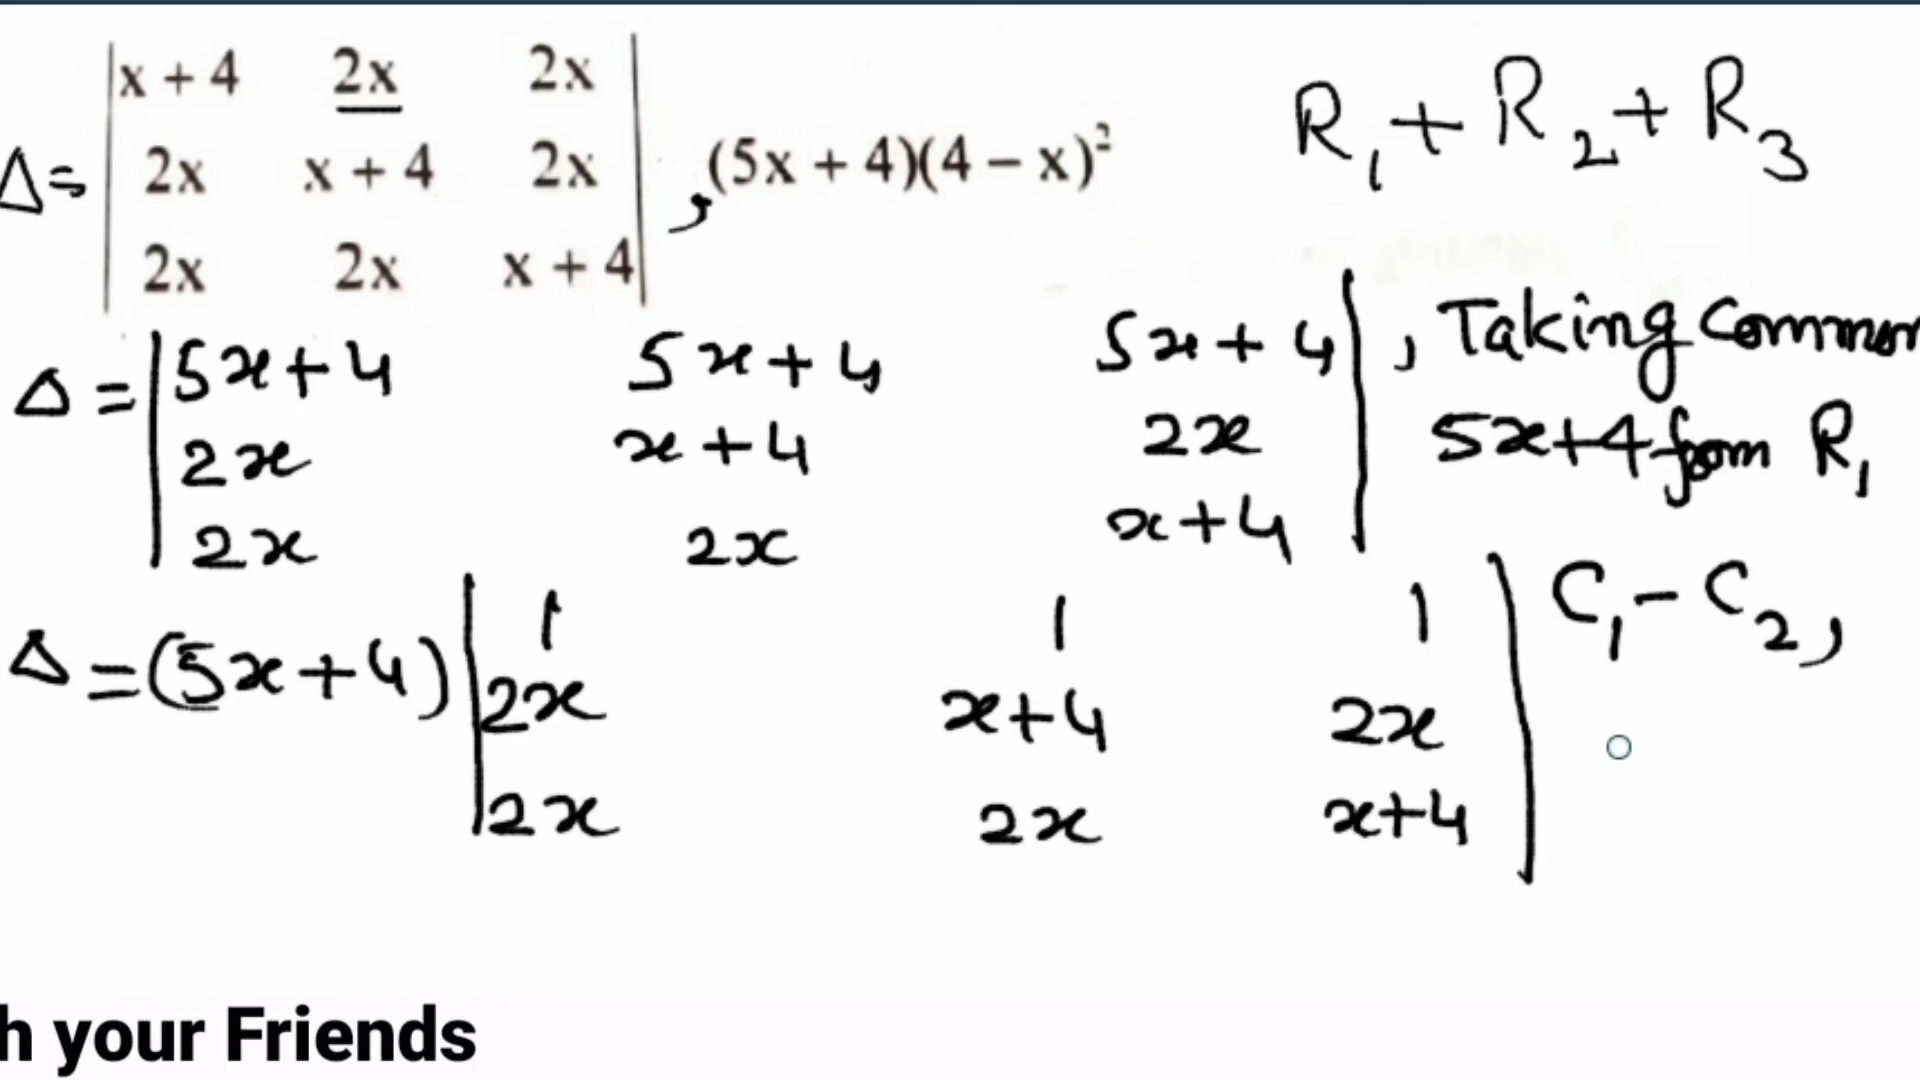 x + 4 2x 2x
Δ= 2x x + 4 2x , (5x + 4)(4 – x)²
2x 2x x + 4
R₁ + R₂ + R₃
Δ = 5x+4 5x+4 5x+4 , Taking Common
2x x+4 2x 5x+4 from R₁
2x 2x x+4
Δ =(5x+4) 1 1 1 C₁ – C₂,
2x x+4 2x
2x 2x x+4
h your Friends